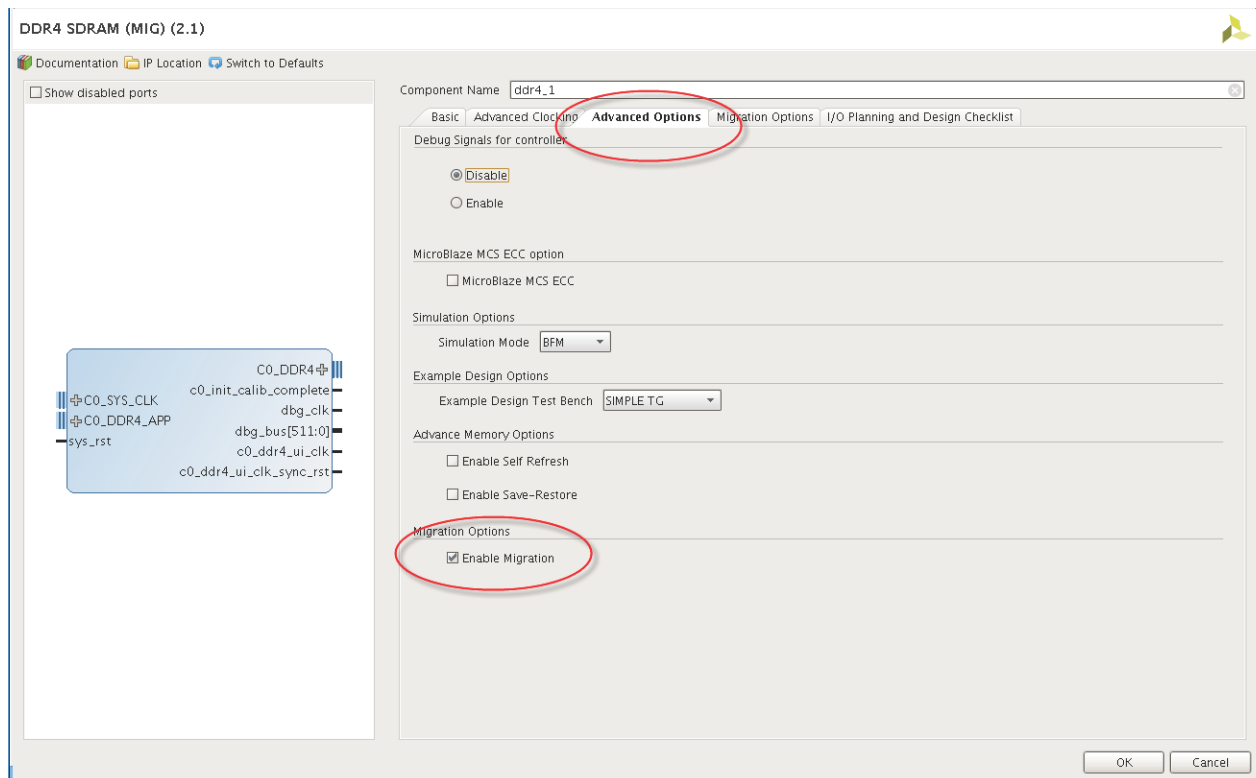 DDR4 SDRAM (MIG) (2.1)
Documentation IP Location Switch to Defaults
Show disabled ports
Component Name ddr4_1
Basic Advanced Clocking Advanced Options Migration Options I/O Planning and Design Checklist
Debug Signals for controller
Disable
Enable
MicroBlaze MCS ECC option
MicroBlaze MCS ECC
Simulation Options
Simulation Mode BFM
Example Design Options
Example Design Test Bench SIMPLE TG
Advance Memory Options
Enable Self Refresh
Enable Save-Restore
Migration Options
Enable Migration
C0_SYS_CLK
C0_DDR4_APP
sys_rst
C0_DDR4
c0_init_calib_complete
dbg_clk
dbg_bus[511:0]
c0_ddr4_ui_clk
c0_ddr4_ui_clk_sync_rst
OK Cancel